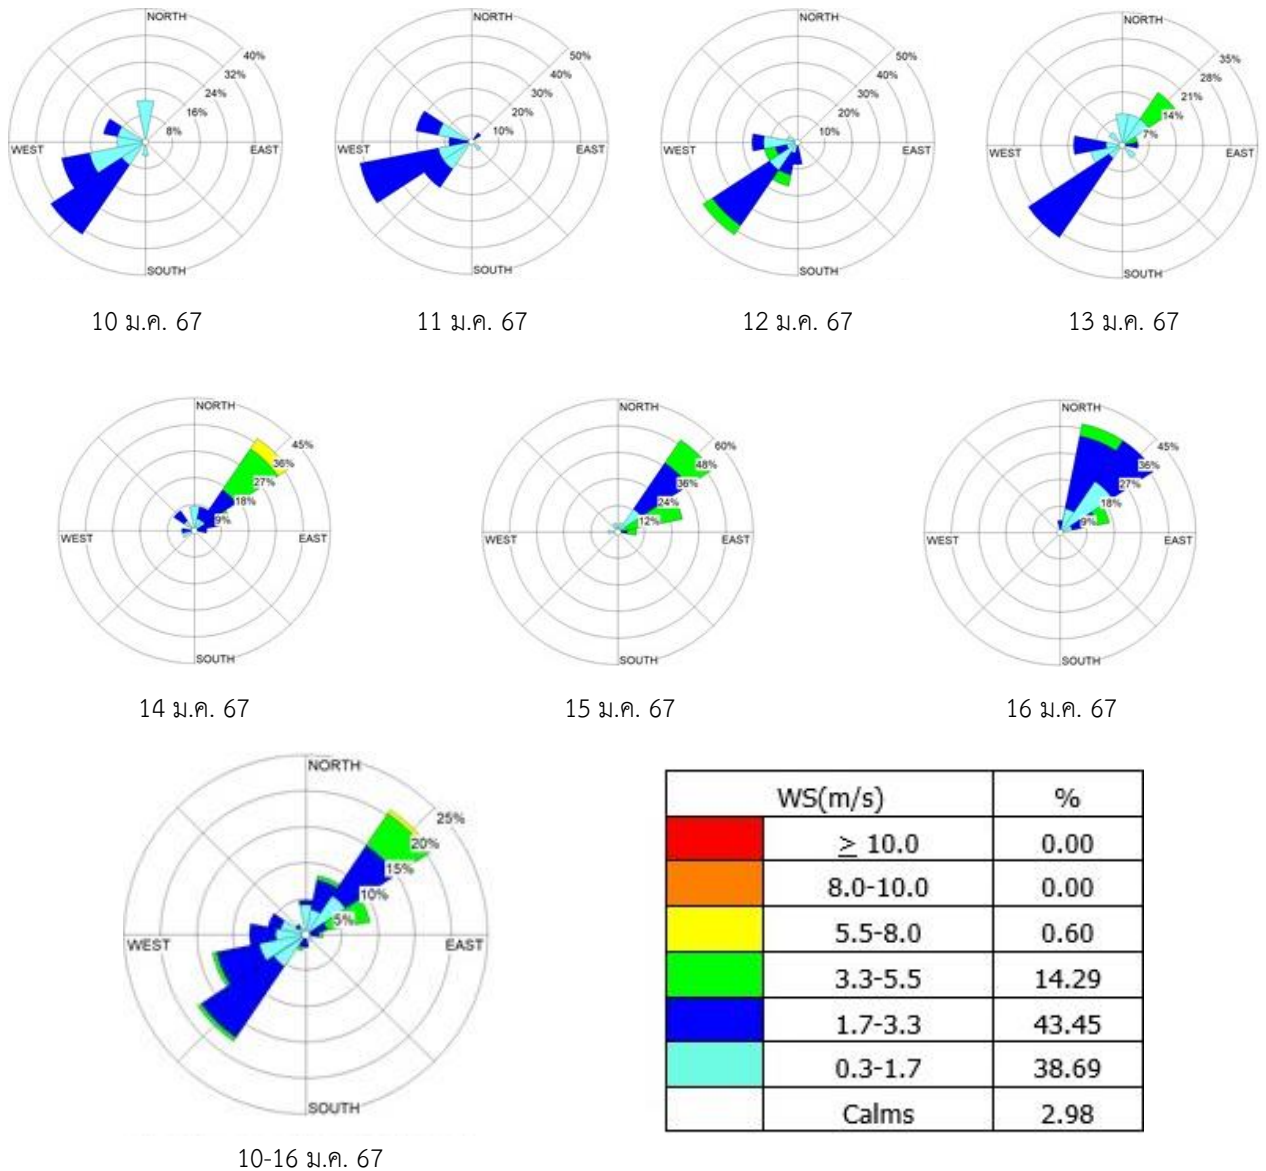 NORTH
40%
32%
24%
16%
8%
WEST
EAST
SOUTH
10 ม.ค. 67
NORTH
50%
40%
30%
20%
10%
WEST
EAST
SOUTH
11 ม.ค. 67
NORTH
50%
40%
30%
20%
10%
WEST
EAST
SOUTH
12 ม.ค. 67
NORTH
35%
28%
21%
14%
7%
WEST
EAST
SOUTH
13 ม.ค. 67
NORTH
45%
36%
27%
18%
9%
WEST
EAST
SOUTH
14 ม.ค. 67
NORTH
60%
48%
36%
24%
12%
WEST
EAST
SOUTH
15 ม.ค. 67
NORTH
45%
36%
27%
18%
9%
WEST
EAST
SOUTH
16 ม.ค. 67
NORTH
25%
20%
15%
10%
5%
WEST
EAST
SOUTH
10-16 ม.ค. 67
WS(m/s) %
≥ 10.0 0.00
8.0-10.0 0.00
5.5-8.0 0.60
3.3-5.5 14.29
1.7-3.3 43.45
0.3-1.7 38.69
Calms 2.98